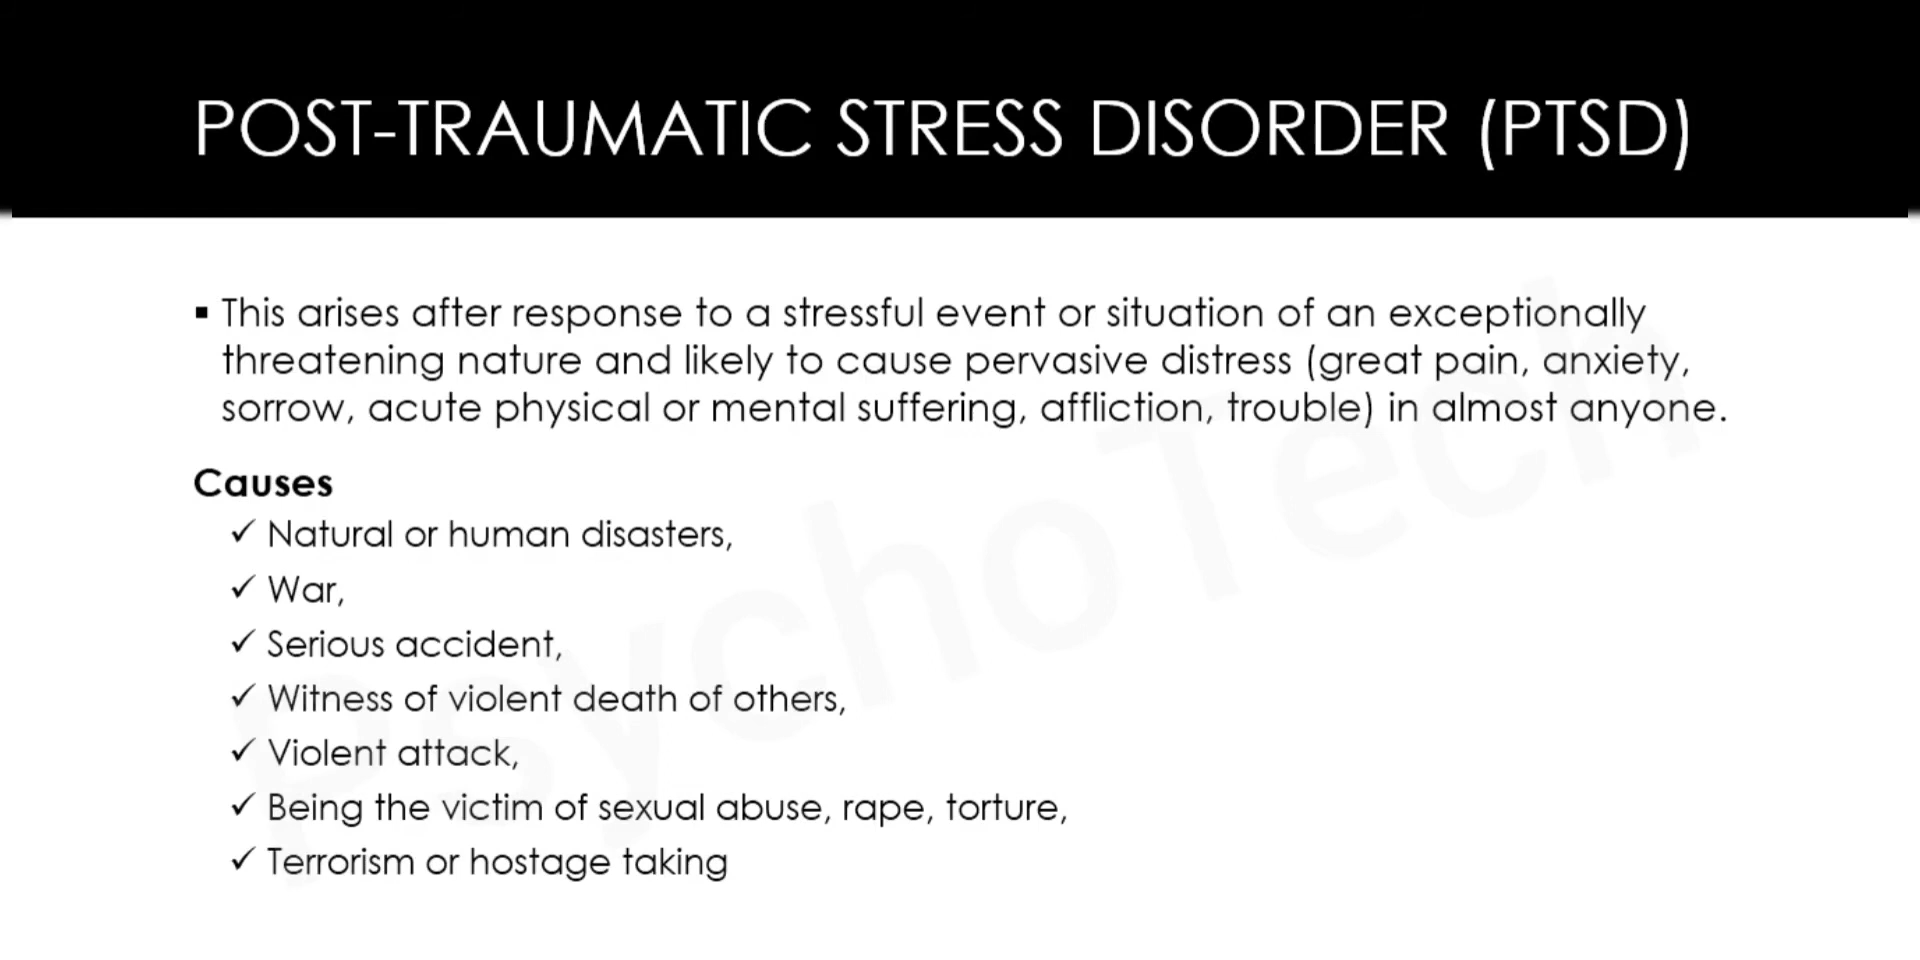 POST-TRAUMATIC STRESS DISORDER (PTSD)
▪ This arises after response to a stressful event or situation of an exceptionally
threatening nature and likely to cause pervasive distress (great pain, anxiety,
sorrow, acute physical or mental suffering, affliction, trouble) in almost anyone.
Causes
✓ Natural or human disasters,
✓ War,
✓ Serious accident,
✓ Witness of violent death of others,
✓ Violent attack,
✓ Being the victim of sexual abuse, rape, torture,
✓ Terrorism or hostage taking
PsychoTech